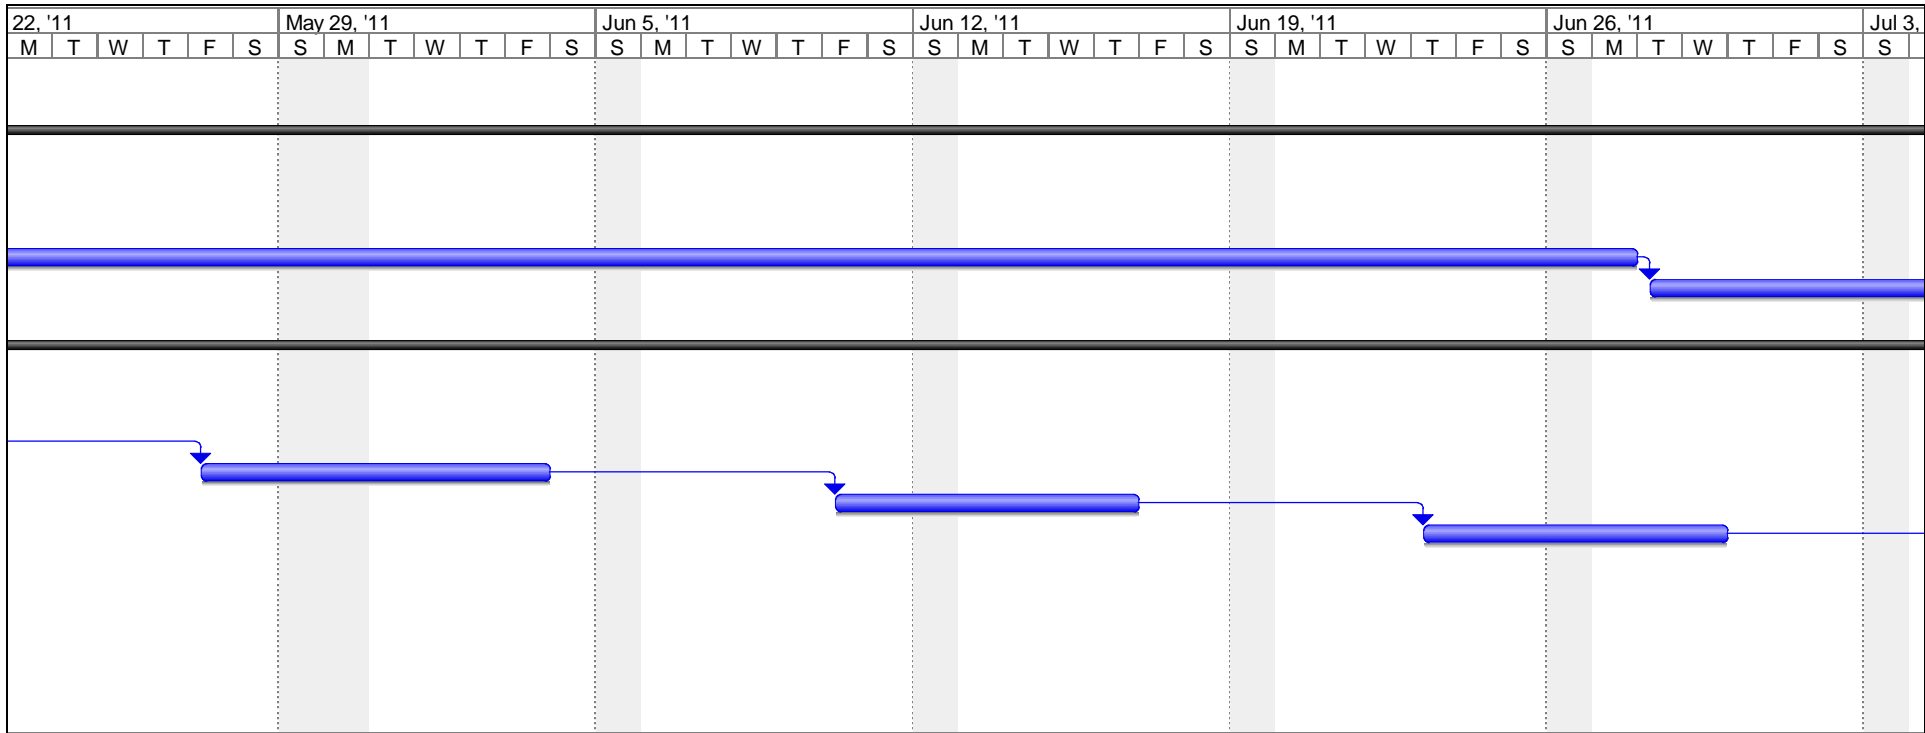 22, '11 May 29, '11 Jun 5, '11 Jun 12, '11 Jun 19, '11 Jun 26, '11 Jul 3,
M T W T F S S M T W T F S S M T W T F S S M T W T F S S M T W T F S S M T W T F S S